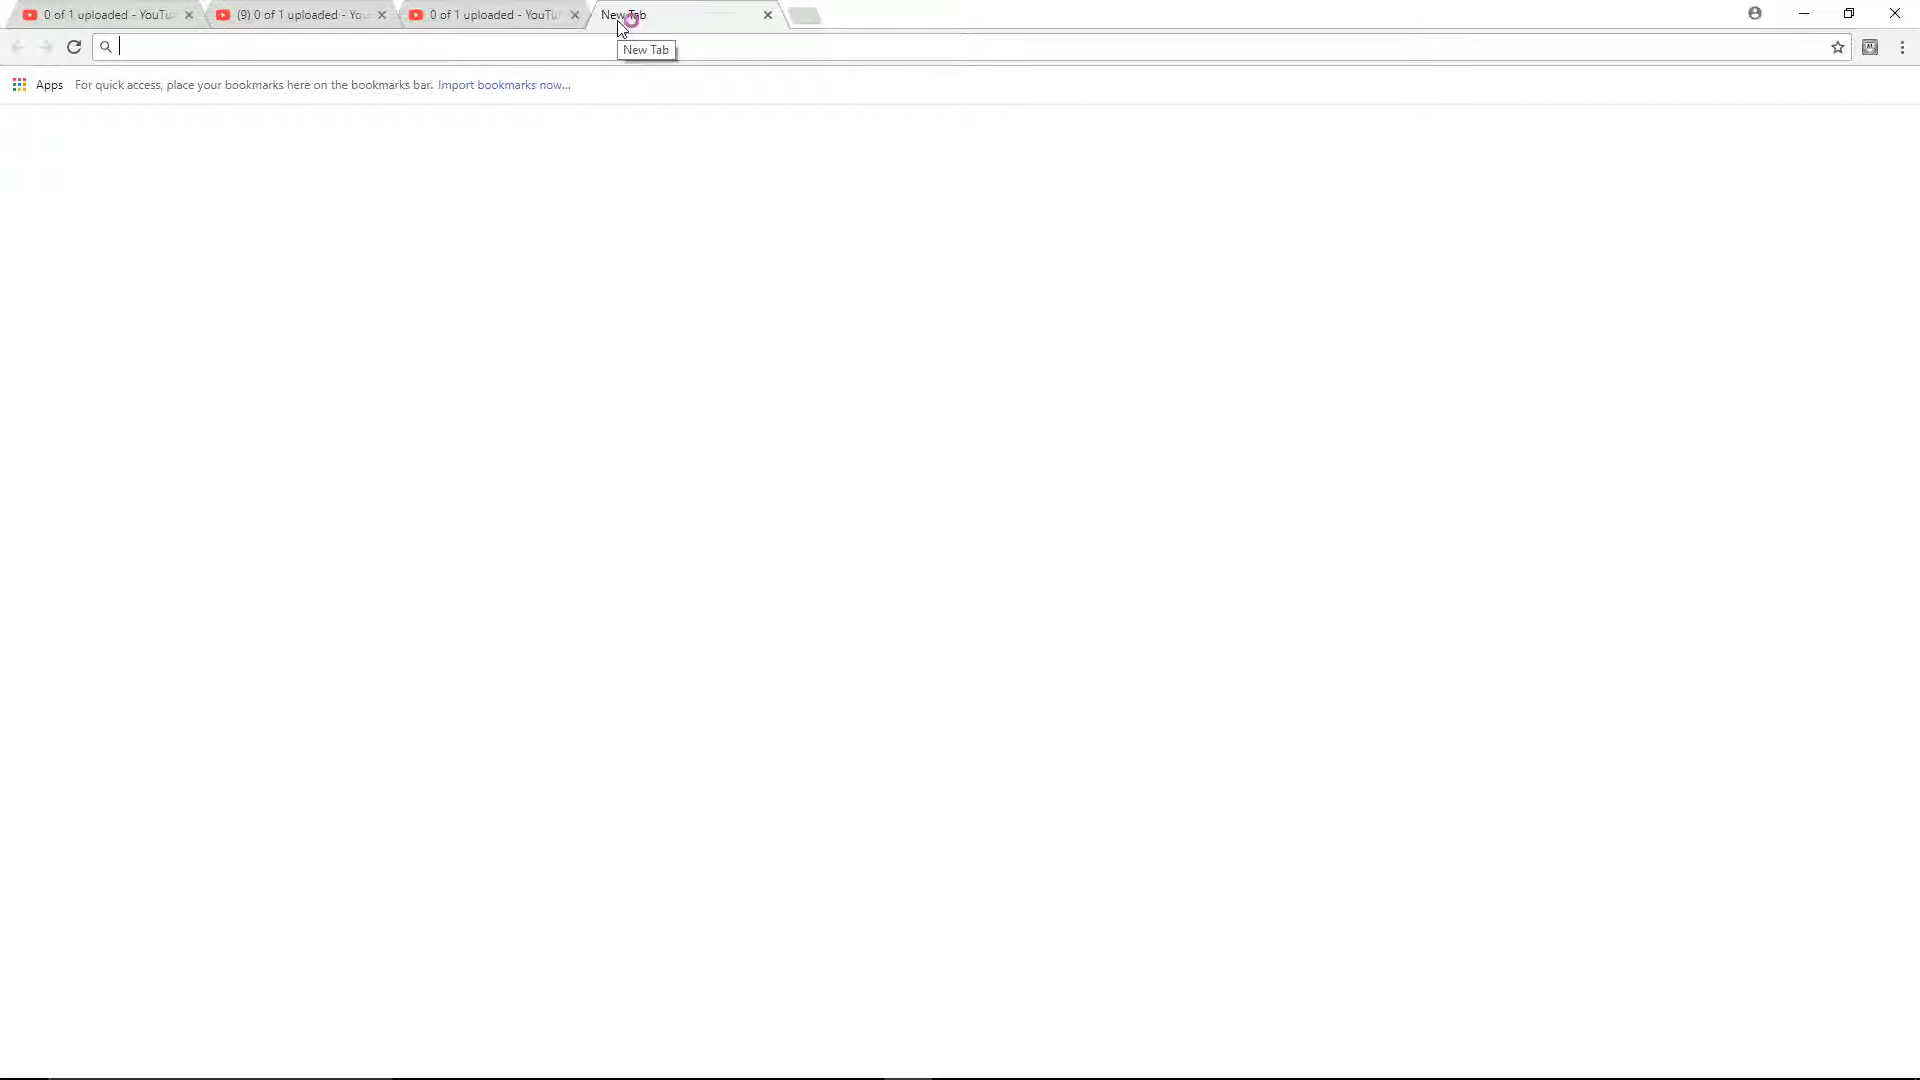 0 of 1 uploaded - YouTu
(9) 0 of 1 uploaded - You
0 of 1 uploaded - YouTu
New Tab
New Tab
Apps For quick access, place your bookmarks here on the bookmarks bar. Import bookmarks now...